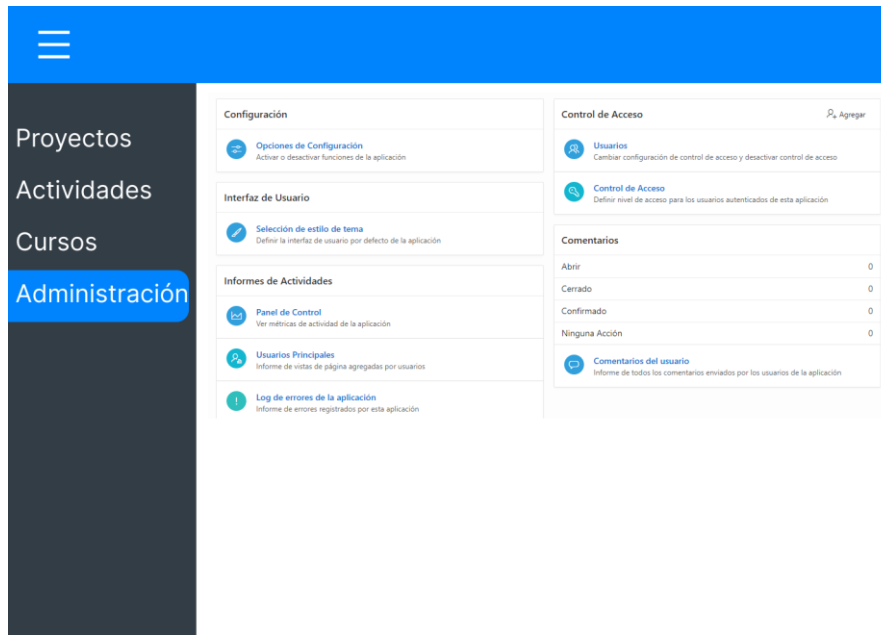 Proyectos
Actividades
Cursos
Administración
Configuración
Opciones de Configuración
Activar o desactivar funciones de la aplicación
Interfaz de Usuario
Selección de estilo de tema
Definir la interfaz de usuario por defecto de la aplicación
Informes de Actividades
Panel de Control
Ver métricas de actividad de la aplicación
Usuarios Principales
Informe de vistas de página agregadas por usuarios
Log de errores de la aplicación
Informe de errores registrados por esta aplicación
Control de Acceso
Agregar
Usuarios
Cambiar configuración de control de acceso y desactivar control de acceso
Control de Acceso
Definir nivel de acceso para los usuarios autenticados de esta aplicación
Comentarios
Abrir 0
Cerrado 0
Confirmado 0
Ninguna Acción 0
Comentarios del usuario
Informe de todos los comentarios enviados por los usuarios de la aplicación